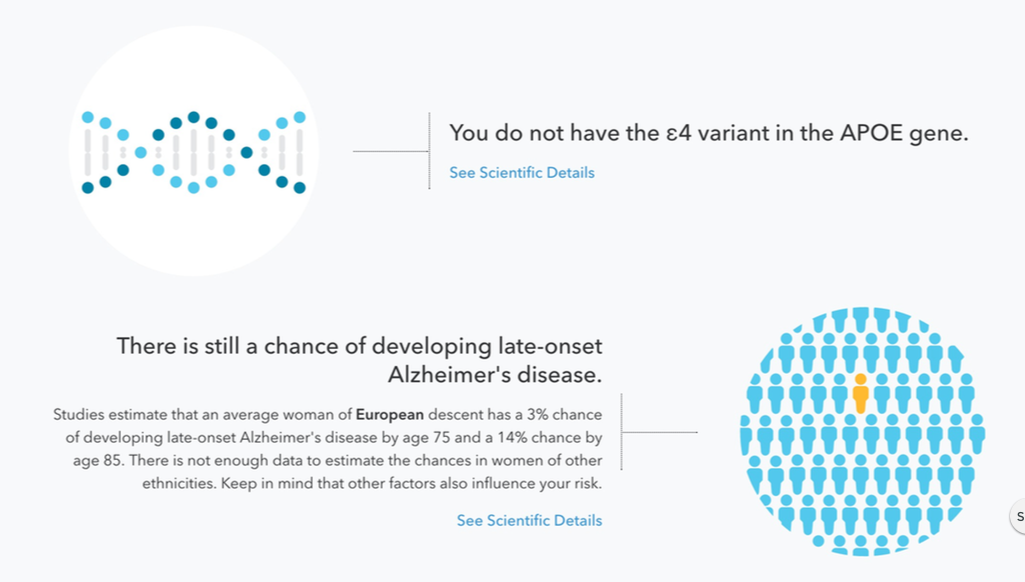 You do not have the ε4 variant in the APOE gene.
See Scientific Details
There is still a chance of developing late-onset
Alzheimer's disease.
Studies estimate that an average woman of European descent has a 3% chance
of developing late-onset Alzheimer's disease by age 75 and a 14% chance by
age 85. There is not enough data to estimate the chances in women of other
ethnicities. Keep in mind that other factors also influence your risk.
See Scientific Details
S